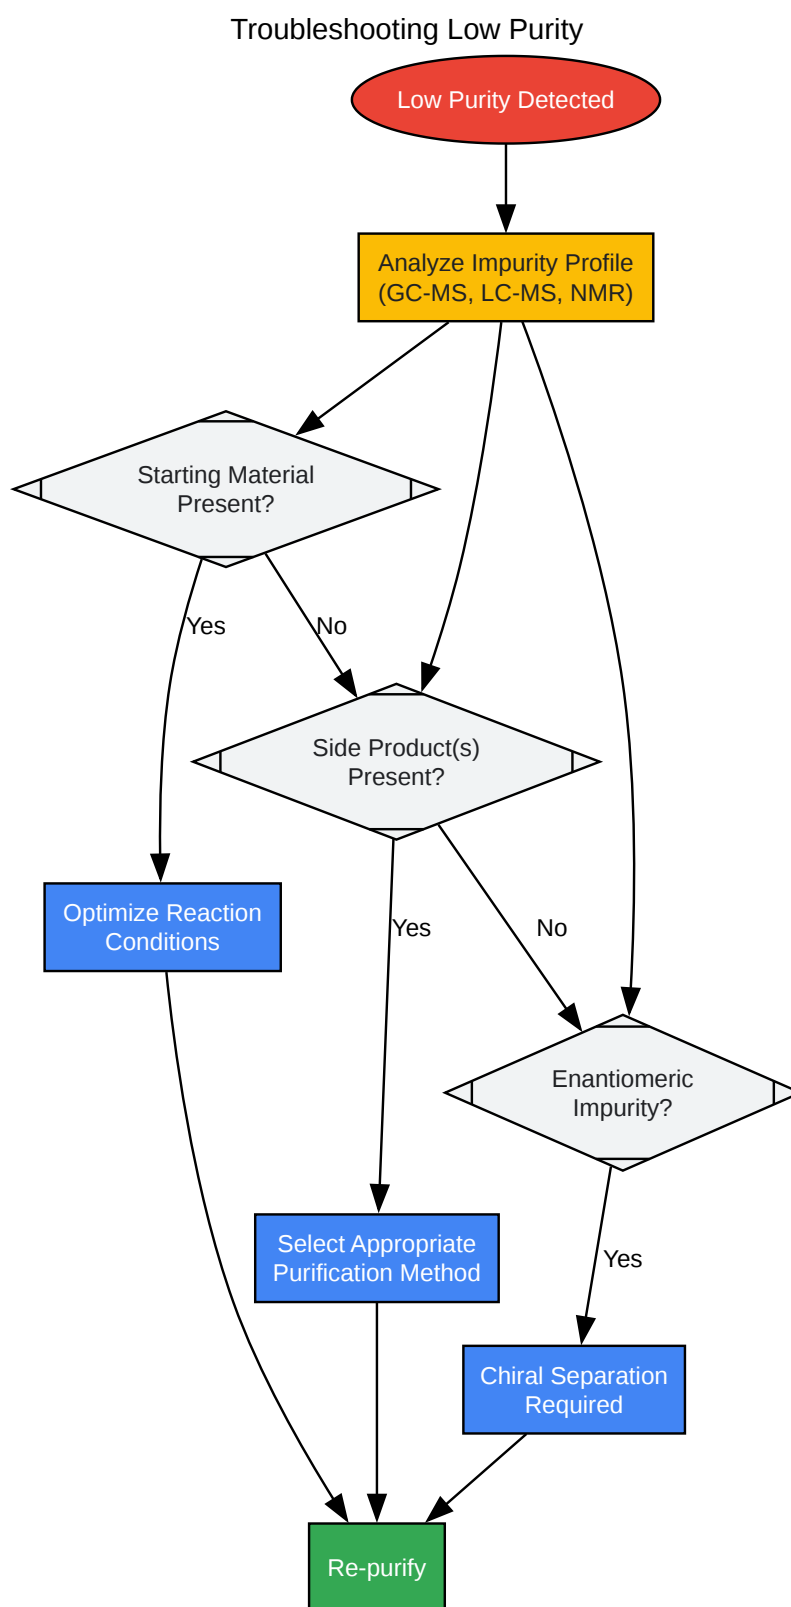 Troubleshooting Low Purity
Low Purity Detected
Analyze Impurity Profile
(GC-MS, LC-MS, NMR)
Starting Material
Present?
Yes
No
Side Product(s)
Present?
Optimize Reaction
Conditions
Yes
No
Enantiomeric
Impurity?
Select Appropriate
Purification Method
Yes
Chiral Separation
Required
Re-purify